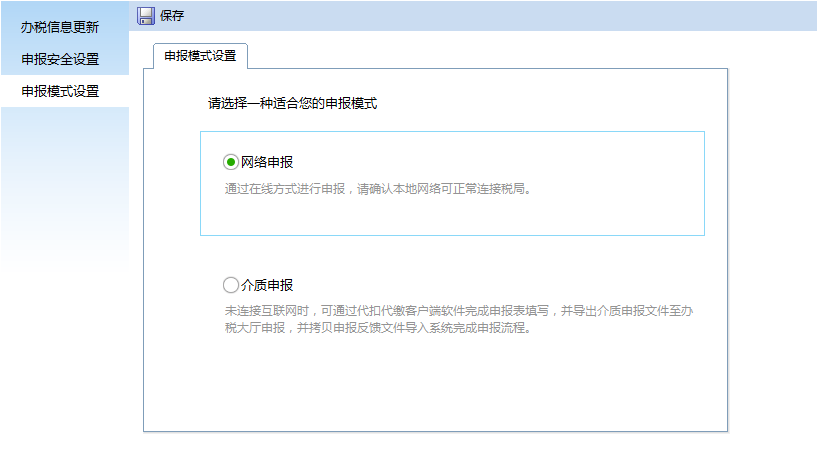 保存
办税信息更新
申报安全设置
申报模式设置
申报模式设置
请选择一种适合您的申报模式
网络申报
通过在线方式进行申报，请确认本地网络可正常连接税局。
介质申报
未连接互联网时，可通过代扣代缴客户端软件完成申报表填写，并导出介质申报文件至办
税大厅申报，并拷贝申报反馈文件导入系统完成申报流程。